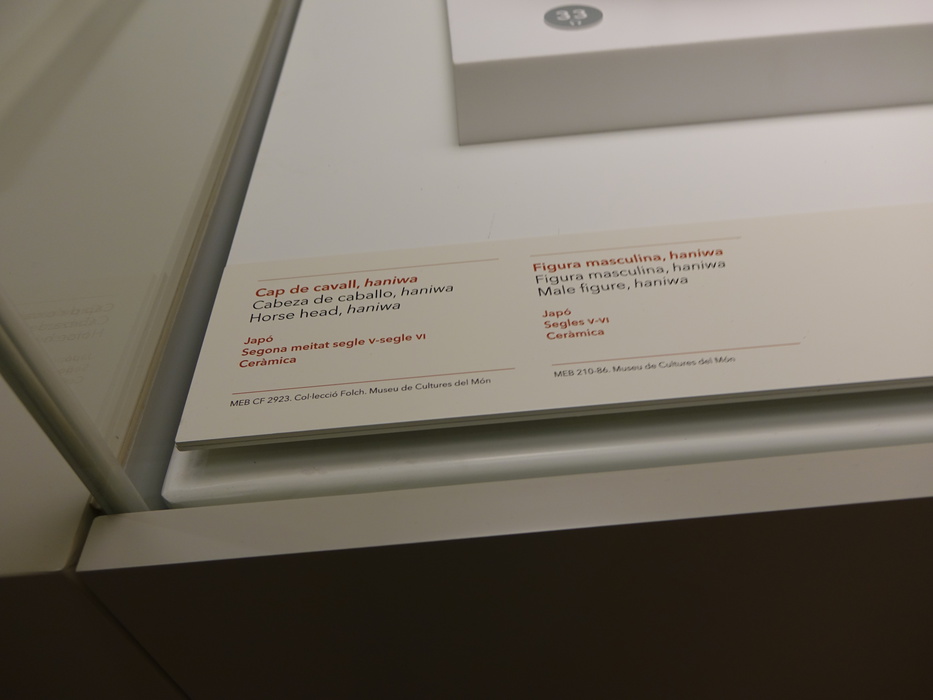 33
Cap de cavall, haniwa
Cabeza de caballo, haniwa
Horse head, haniwa
Japó
Segona meitat segle V-segle VI
Ceràmica
MEB CF 2923. Col·lecció Folch. Museu de Cultures del Món
Figura masculina, haniwa
Figura masculina, haniwa
Male figure, haniwa
Japó
Segles V-VI
Ceràmica
MEB 210-86. Museu de Cultures del Món